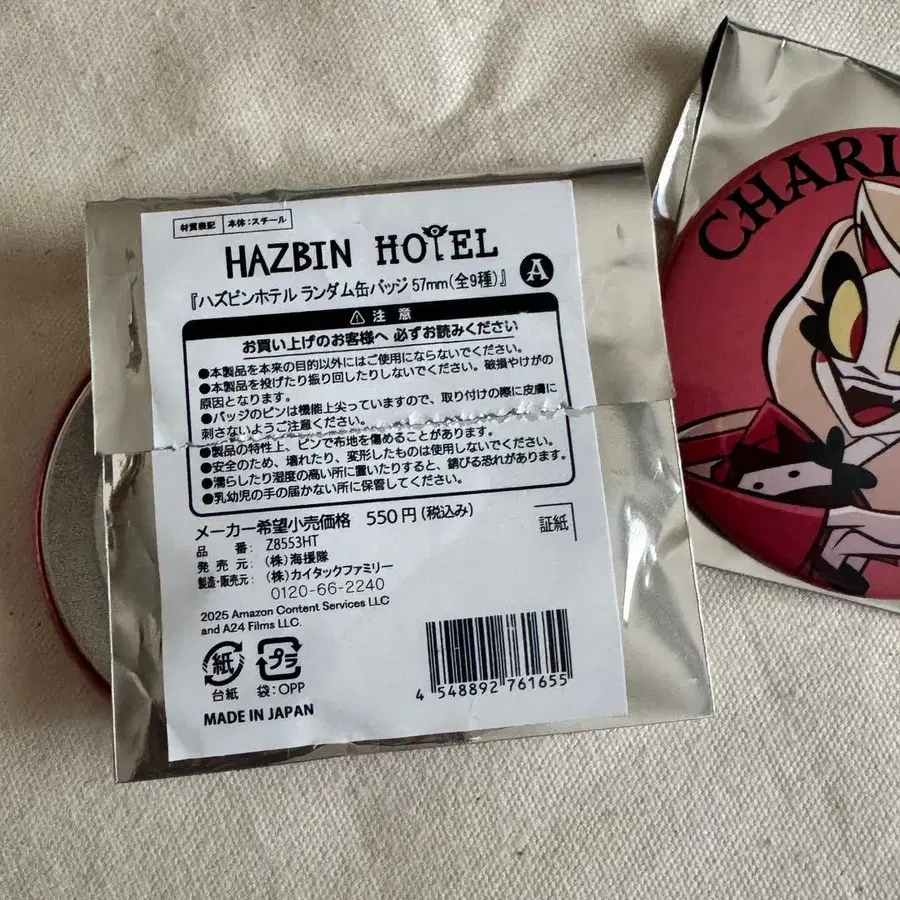 材質表記 本体:スチール
HAZBIN HOTEL
『ハズビンホテル ランダム缶バッジ 57mm(全9種)』
A
⚠ 注 意
お買い上げのお客様へ 必ずお読みください
●本製品を本来の目的以外にはご使用にならないでください。
●本製品を投げたり振り回したりしないでください。破損やけがの
原因となります。
●バッジのピンは機能上尖っていますので、取り付けの際に皮膚に
刺さないようご注意ください。
●製品の特性上、ピンで布地を傷めることがあります。
●安全のため、壊れたり、変形したものは使用しないでください。
●濡らしたり湿度の高い所に置いたりすると、錆びる恐れがあります。
●乳幼児の手の届かない所に保管してください。
メーカー希望小売価格 550円(税込み)
証紙
品 番: Z8553HT
発 売 元: (株)海援隊
製造・販売元: (株)カイタックファミリー
0120-66-2240
2025 Amazon Content Services LLC
and A24 Films LLC.
紙 プラ
台紙 袋:OPP
MADE IN JAPAN
4 548892 761655
CHARL